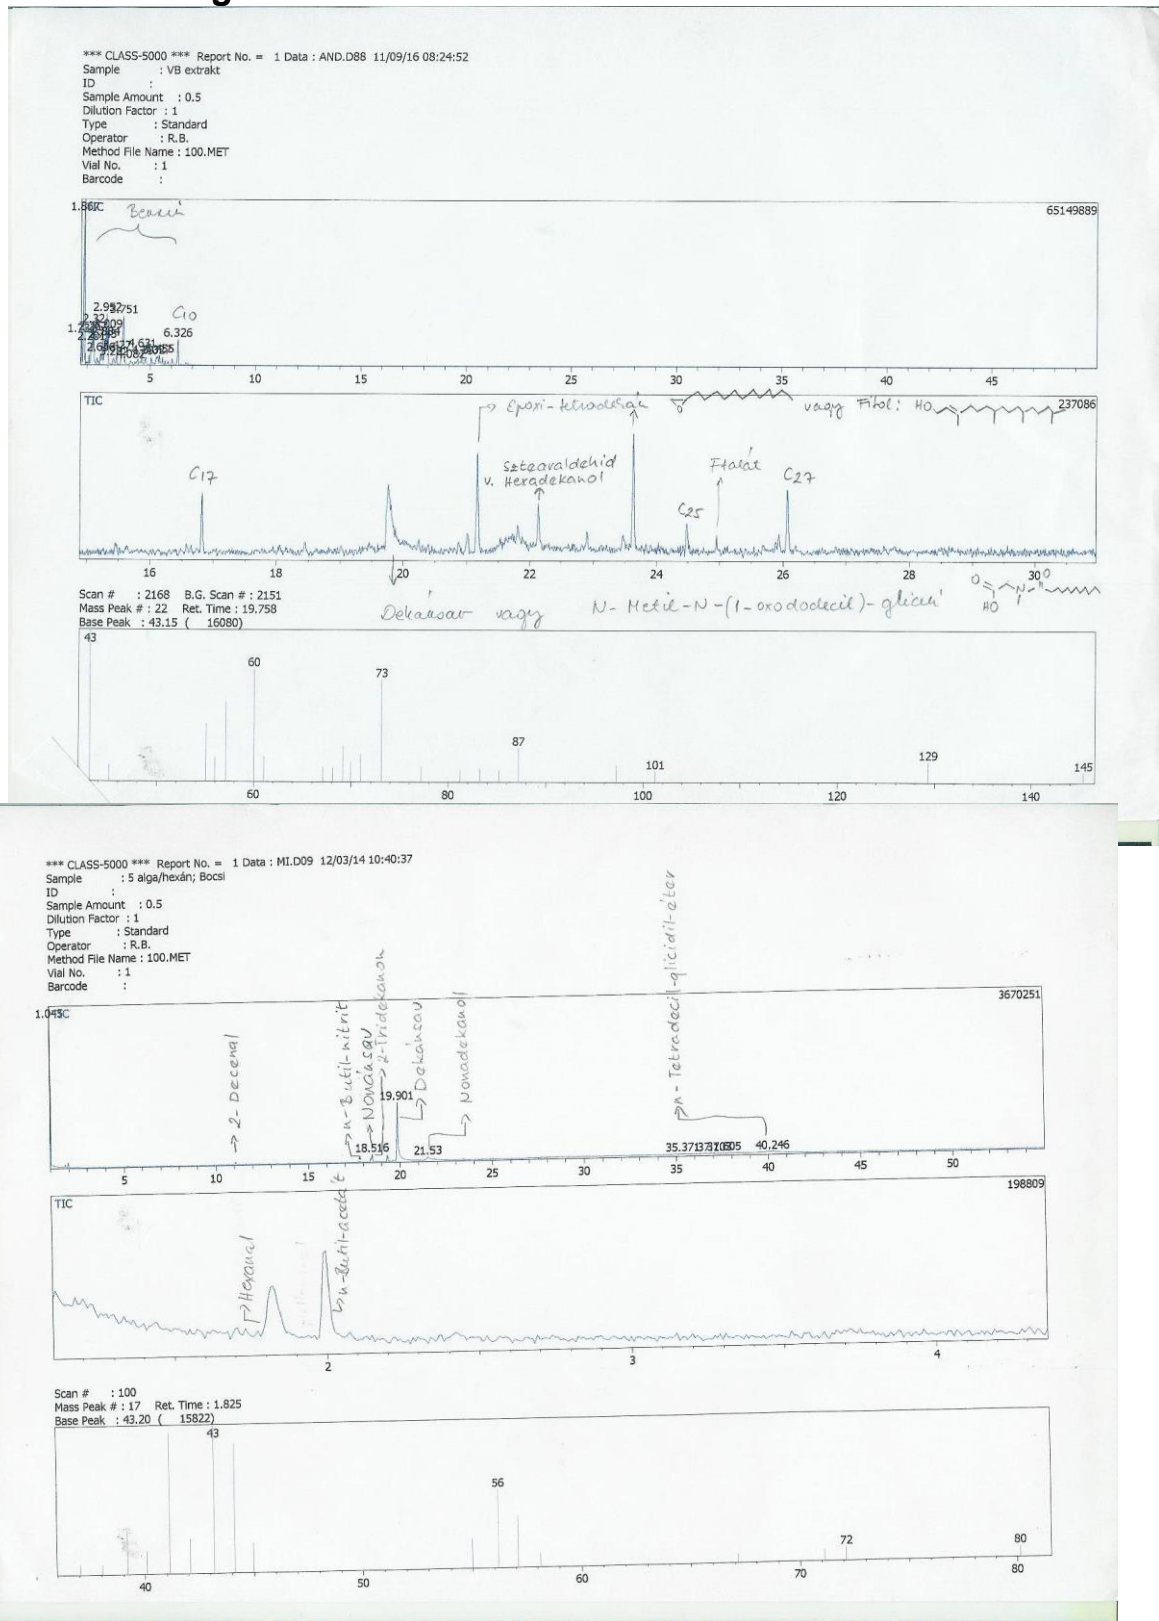 g
*** CLASS-5000 *** Report No. = 1 Data : AND.D88 11/09/16 08:24:52
Sample : VB extrakt
ID :
Sample Amount : 0.5
Dilution Factor : 1
Type : Standard
Operator : R.B.
Method File Name : 100.MET
Vial No. : 1
Barcode :
TIC
65149889
Benzin
C10
2.952
3.751
6.326
5 10 15 20 25 30 35 40 45
TIC
237086
Epoxi-tetradekán vagy Fitol: HO
C17
Sztearaldehid
v. Hexadekanol
Ftalát
C27
C25
16 18 20 22 24 26 28 30
Scan # : 2168 B.G. Scan # : 2151
Mass Peak # : 22 Ret. Time : 19.758
Base Peak : 43.15 ( 16080)
Dekánsav vagy N-Metil-N-(1-oxododecil)-glicin
O
HO
N
O
43
60
73
87
101
129
145
60 80 100 120 140
*** CLASS-5000 *** Report No. = 1 Data : MI.D09 12/03/14 10:40:37
Sample : 5 alga/hexán; Bocsi
ID :
Sample Amount : 0.5
Dilution Factor : 1
Type : Standard
Operator : R.B.
Method File Name : 100.MET
Vial No. : 1
Barcode :
TIC
3670251
2-Decenal
n-Butil-nitrit
Nonánsav
2-Tridekanon
Dekánsav
Nonadekanol
n-Tetradecil-glicidil-éter
18.516
19.901
21.53
35.371
40.246
5 10 15 20 25 30 35 40 45 50
TIC
198809
Hexanal
n-Butil-acetát
2 3 4
Scan # : 100
Mass Peak # : 17 Ret. Time : 1.825
Base Peak : 43.20 ( 15822)
43
56
72
80
40 50 60 70 80